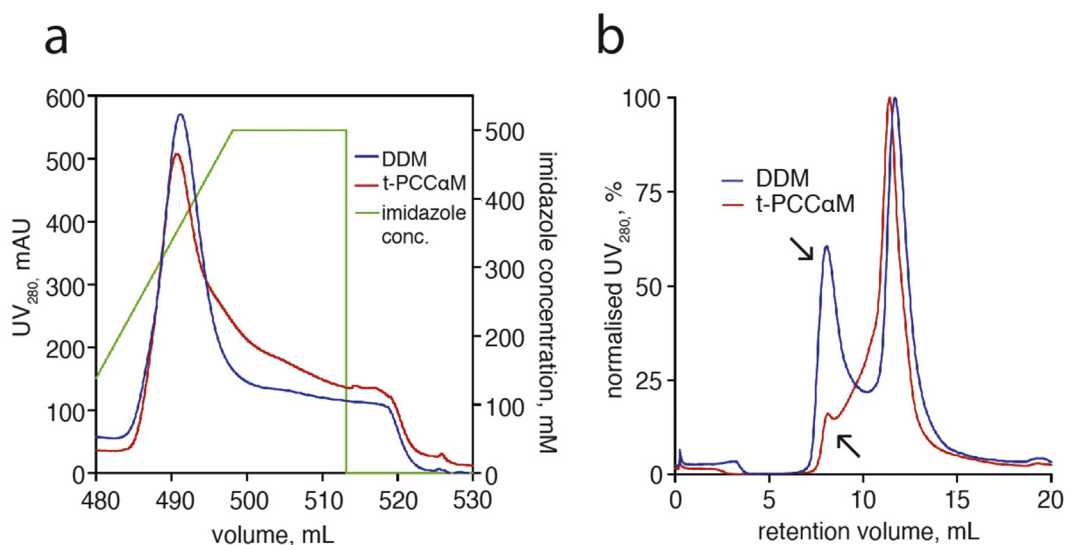 a
600
500
400
300
200
100
0
UV280, mAU
480
490
500
510
520
530
volume, mL
500
400
300
200
100
0
imidazole concentration, mM
DDM
t-PCCαM
imidazole
conc.
b
100
75
50
25
0
normalised UV280, %
0
5
10
15
20
retention volume, mL
DDM
t-PCCαM